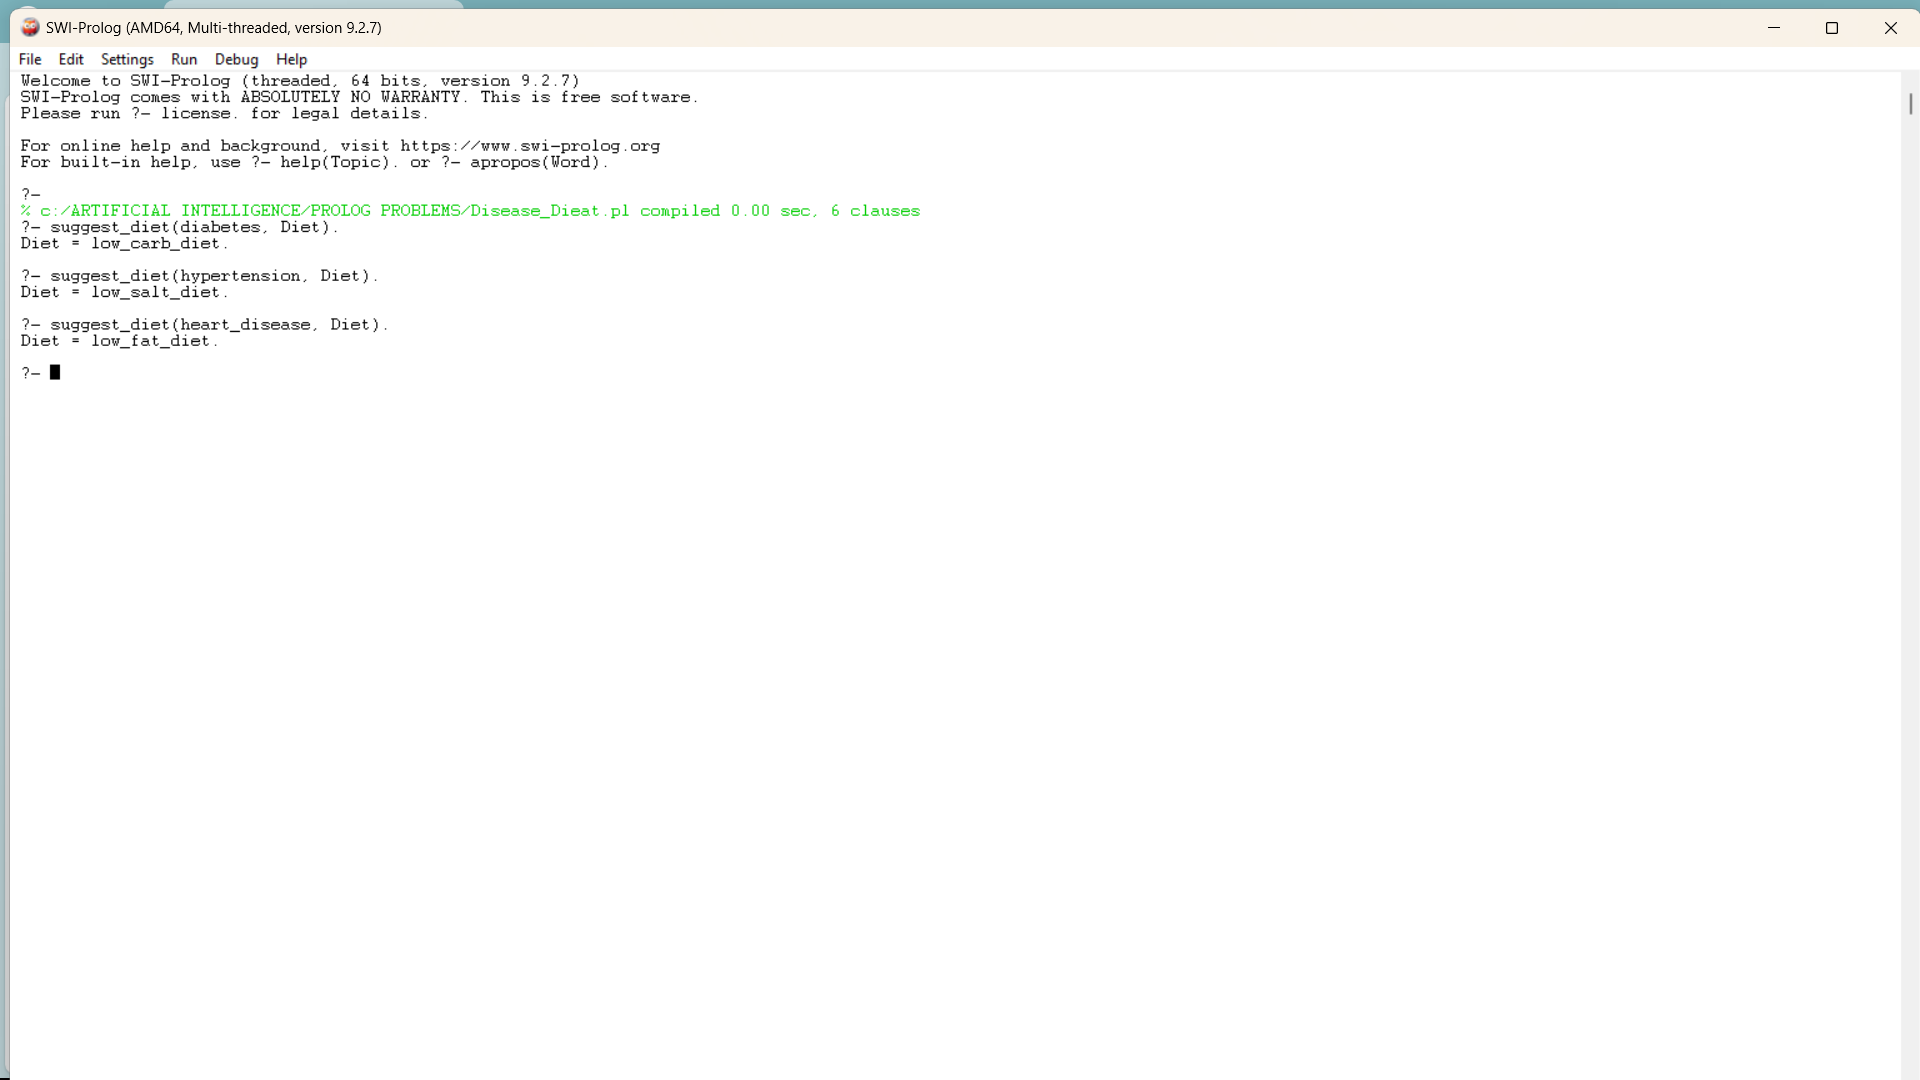 SWI-Prolog (AMD64, Multi-threaded, version 9.2.7)
File Edit Settings Run Debug Help
Welcome to SWI-Prolog (threaded, 64 bits, version 9.2.7)
SWI-Prolog comes with ABSOLUTELY NO WARRANTY. This is free software.
Please run ?- license. for legal details.
For online help and background, visit https://www.swi-prolog.org
For built-in help, use ?- help(Topic). or ?- apropos(Word).
?-
% c:/ARTIFICIAL INTELLIGENCE/PROLOG PROBLEMS/Disease_Dieat.pl compiled 0.00 sec, 6 clauses
?- suggest_diet(diabetes, Diet).
Diet = low_carb_diet.
?- suggest_diet(hypertension, Diet).
Diet = low_salt_diet.
?- suggest_diet(heart_disease, Diet).
Diet = low_fat_diet.
?-